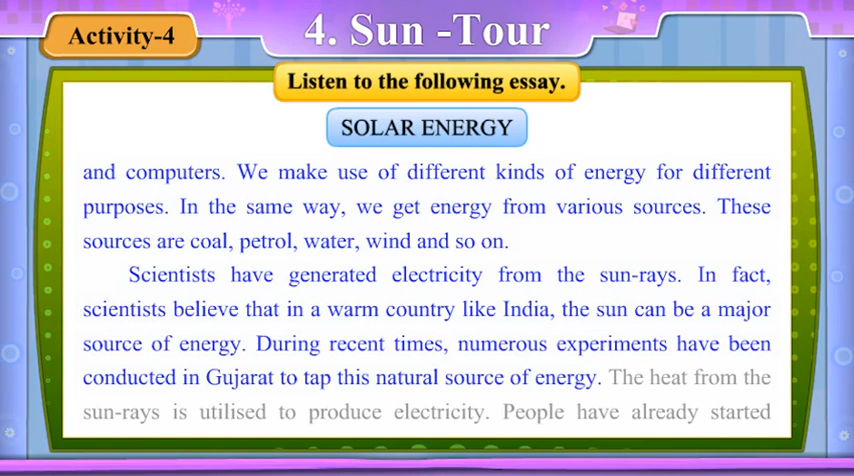 Activity-4
4. Sun -Tour
Listen to the following essay.
SOLAR ENERGY
and computers. We make use of different kinds of energy for different
purposes. In the same way, we get energy from various sources. These
sources are coal, petrol, water, wind and so on.
Scientists have generated electricity from the sun-rays. In fact,
scientists believe that in a warm country like India, the sun can be a major
source of energy. During recent times, numerous experiments have been
conducted in Gujarat to tap this natural source of energy. The heat from the
sun-rays is utilised to produce electricity. People have already started